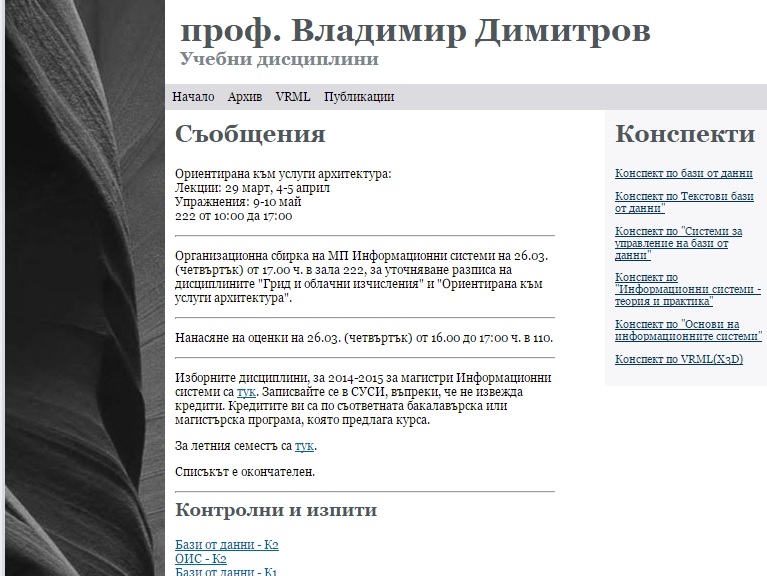 проф. Владимир Димитров
Учебни дисциплини
Начало Архив VRML Публикации
Съобщения
Ориентирана към услуги архитектура:
Лекции: 29 март, 4-5 април
Упражнения: 9-10 май
222 от 10:00 да 17:00
Организационна сбирка на МП Информационни системи на 26.03.
(четвъртък) от 17.00 ч. в зала 222, за уточняване разписа на
дисциплините "Грид и облачни изчисления" и "Ориентирана към
услуги архитектура".
Нанасяне на оценки на 26.03. (четвъртък) от 16.00 до 17:00 ч. в 110.
Изборните дисциплини, за 2014-2015 за магистри Информационни
системи са тук. Записвайте се в СУСИ, въпреки, че не извежда
кредити. Кредитите ви са по съответната бакалавърска или
магистърска програма, която предлага курса.
За летния семестъ са тук.
Списъкът е окончателен.
Контролни и изпити
Бази от данни - К2
ОИС - К2
Бази от данни - К1
Конспекти
Конспект по бази от данни
Конспект по Текстови бази
от данни"
Конспект по "Системи за
управление на бази от
данни"
Конспект по
"Информационни системи -
теория и практика"
Конспект по "Основи на
информационните системи"
Конспект по VRML(X3D)